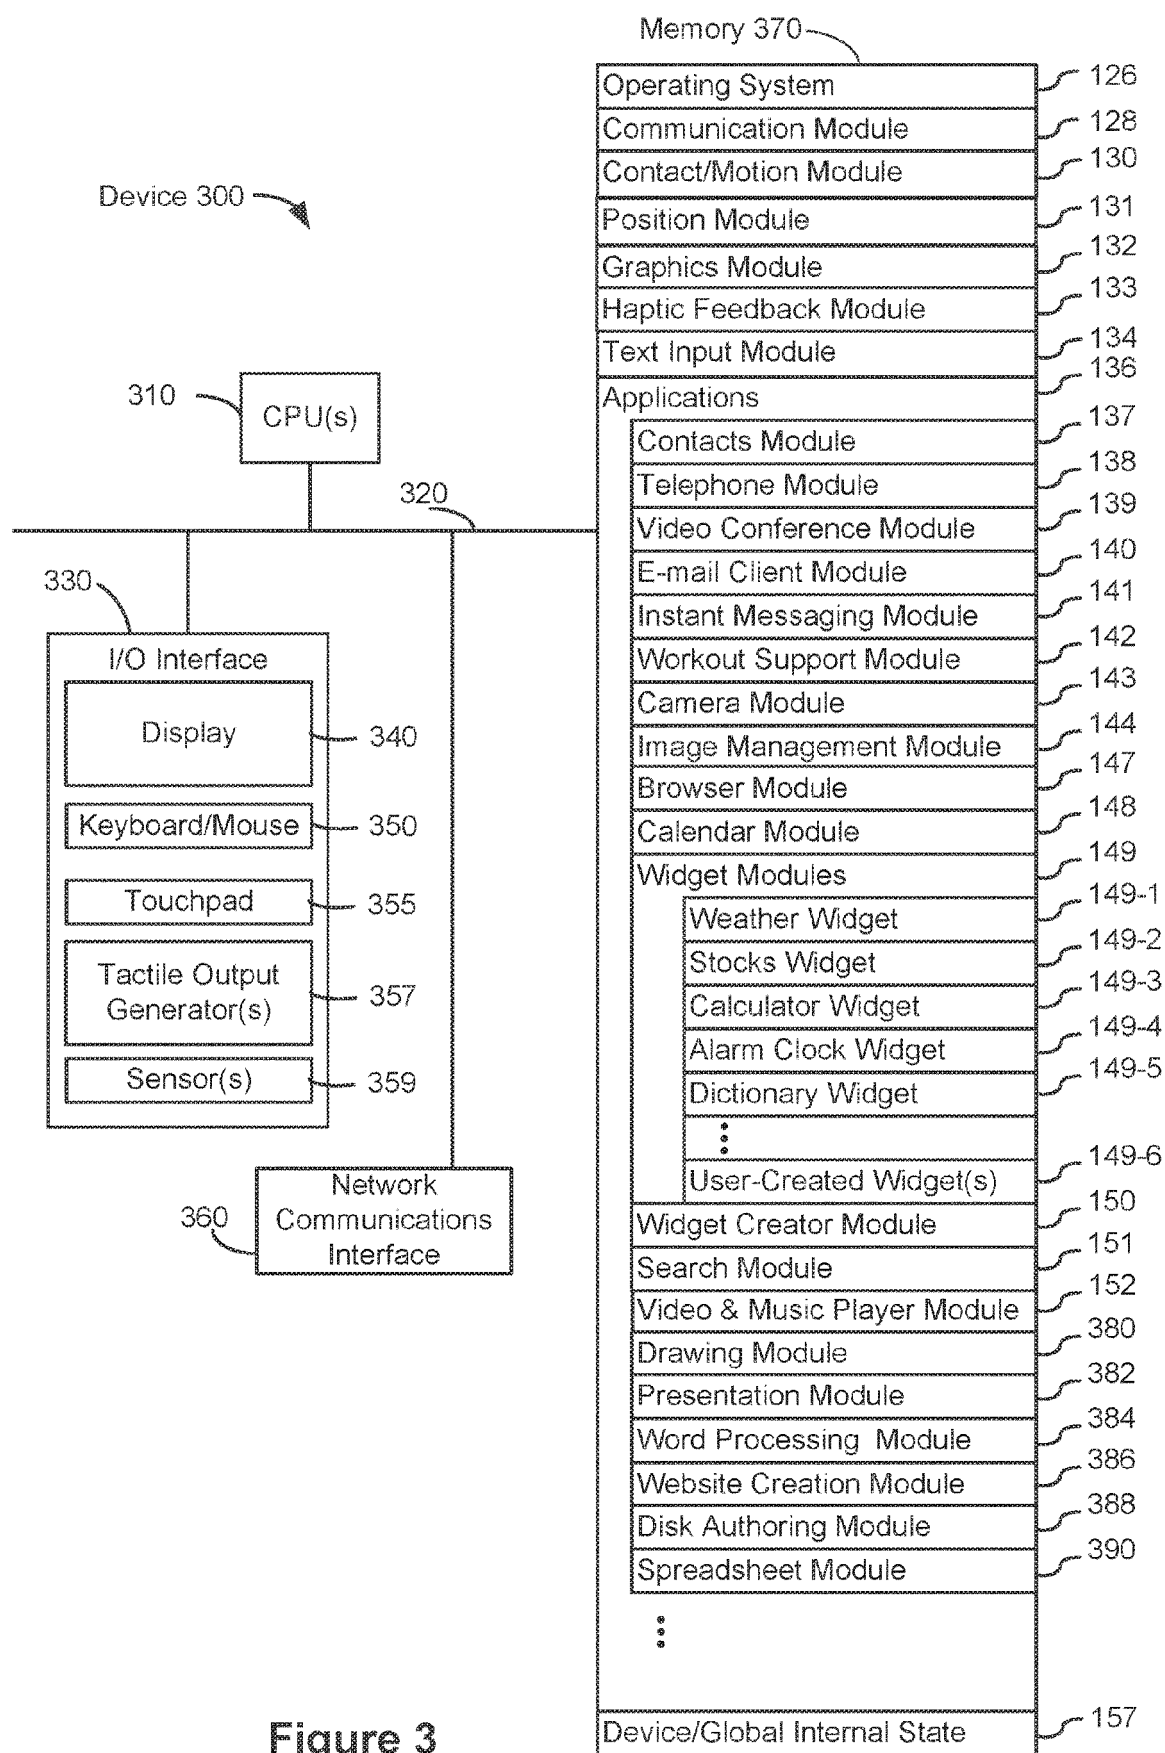 Memory 370
Operating System 126
Communication Module 128
Contact/Motion Module 130
Device 300
Position Module 131
Graphics Module 132
Haptic Feedback Module 133
Text Input Module 134
Applications 136
310
CPU(s)
320
330
I/O Interface
Display 340
Keyboard/Mouse 350
Touchpad 355
Tactile Output
Generator(s) 357
Sensor(s) 359
360
Network
Communications
Interface
Contacts Module 137
Telephone Module 138
Video Conference Module 139
E-mail Client Module 140
Instant Messaging Module 141
Workout Support Module 142
Camera Module 143
Image Management Module 144
Browser Module 147
Calendar Module 148
Widget Modules 149
Weather Widget 149-1
Stocks Widget 149-2
Calculator Widget 149-3
Alarm Clock Widget 149-4
Dictionary Widget 149-5
User-Created Widget(s) 149-6
Widget Creator Module 150
Search Module 151
Video & Music Player Module 152
Drawing Module 380
Presentation Module 382
Word Processing Module 384
Website Creation Module 386
Disk Authoring Module 388
Spreadsheet Module 390
Device/Global Internal State 157
Figure 3